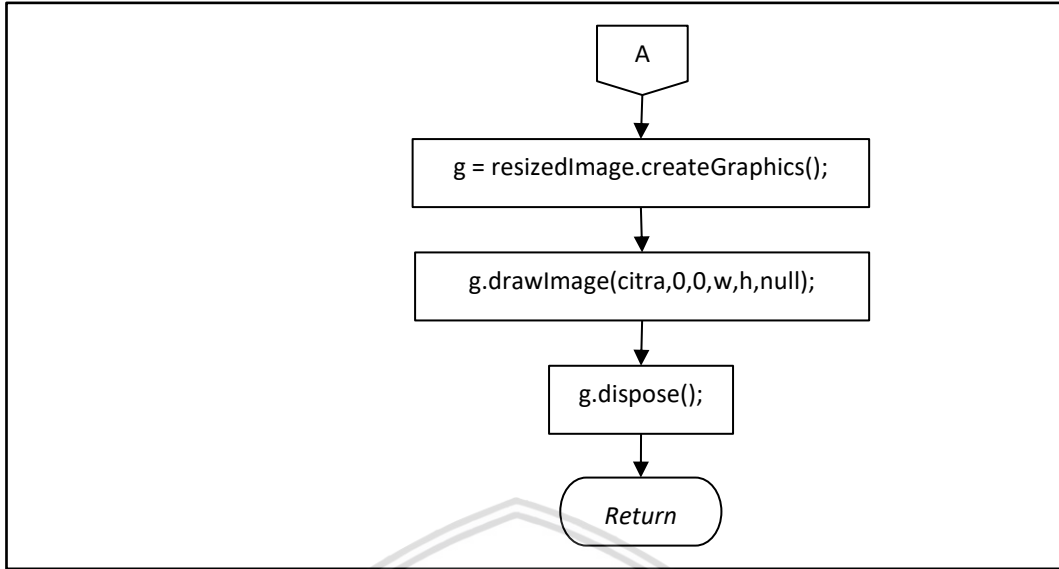 A
g = resizedImage.createGraphics();
g.drawImage(citra,0,0,w,h,null);
g.dispose();
Return